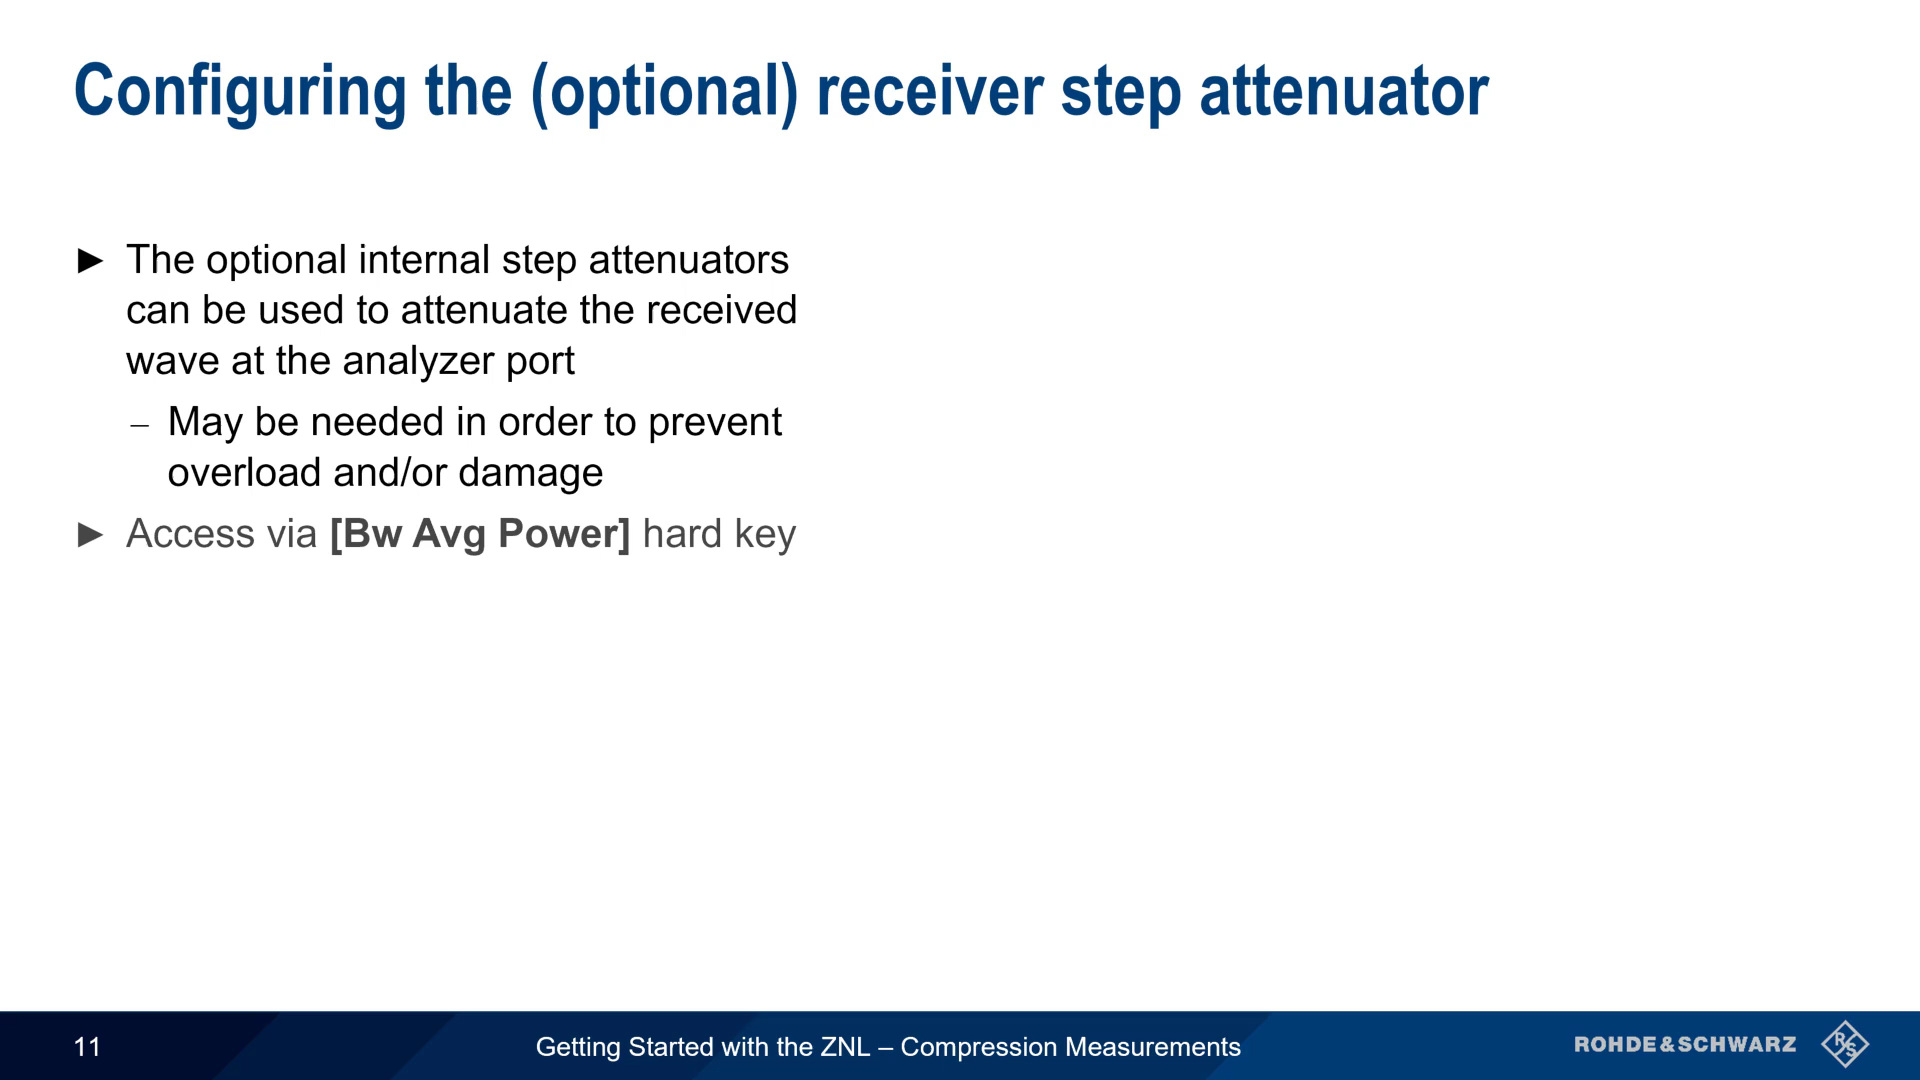 Configuring the (optional) receiver step attenuator
► The optional internal step attenuators
can be used to attenuate the received
wave at the analyzer port
– May be needed in order to prevent
overload and/or damage
► Access via [Bw Avg Power] hard key
11
Getting Started with the ZNL – Compression Measurements
ROHDE&SCHWARZ
R&S